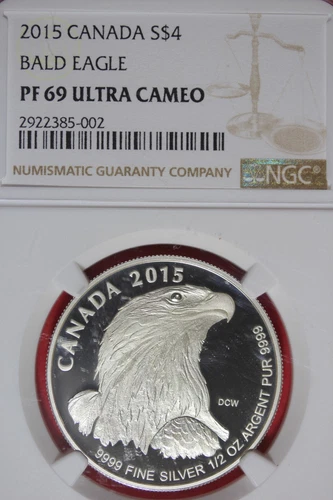 2015 CANADA S$4
BALD EAGLE
PF 69 ULTRA CAMEO
2922385-002
NUMISMATIC GUARANTY COMPANY
NGC®
CANADA 2015
DCW
9999 FINE SILVER 1/2 OZ ARGENT PUR 9999